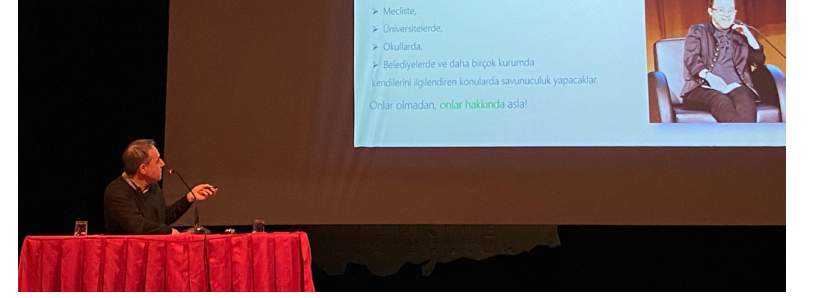 ➤ Mecliste,
➤ Üniversitelerde,
➤ Okullarda,
➤ Belediyelerde ve daha birçok kurumda
kendilerini ilgilendiren konularda savunuculuk yapacaklar.
Onlar olmadan, onlar hakkında asla!